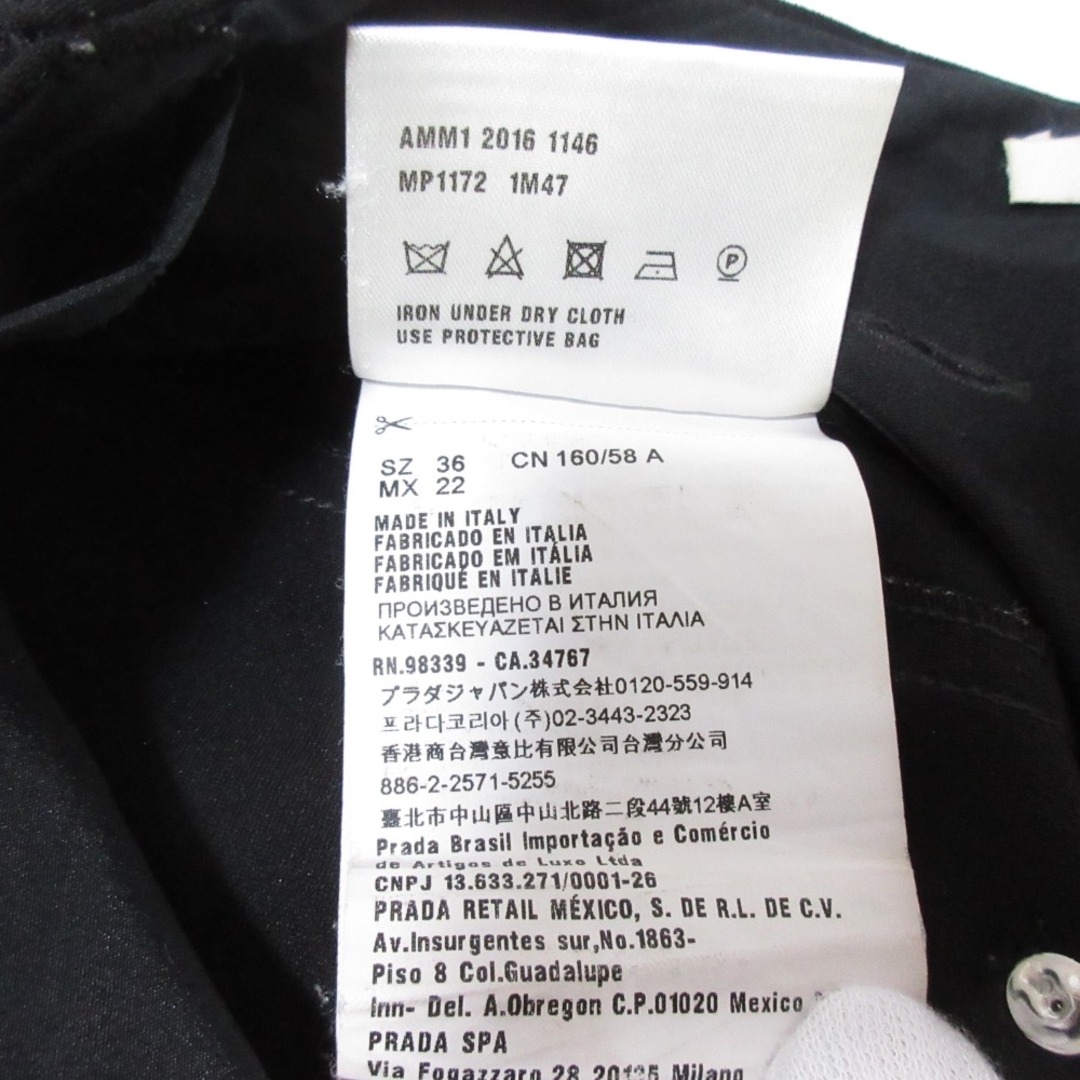 AMM1 2016 1146
MP1172 1M47
P
IRON UNDER DRY CLOTH
USE PROTECTIVE BAG
SZ 36 CN 160/58 A
MX 22
MADE IN ITALY
FABRICADO EN ITALIA
FABRICADO EM ITÁLIA
FABRIQUÉ EN ITALIE
ПРОИЗВЕДЕНО В ИТАЛИЯ
ΚΑΤΑΣΚΕΥΑΖΕΤΑΙ ΣΤΗΝ ΙΤΑΛΙΑ
RN.98339 - CA.34767
プラダジャパン株式会社0120-559-914
프라다코리아(주)02-3443-2323
香港商台灣意比有限公司台灣分公司
886-2-2571-5255
臺北市中山區中山北路二段44號12樓A室
Prada Brasil Importação e Comércio
de Artigos de Luxo Ltda
CNPJ 13.633.271/0001-26
PRADA RETAIL MÉXICO, S. DE R.L. DE C.V.
Av.Insurgentes sur,No.1863-
Piso 8 Col.Guadalupe
Inn- Del. A.Obregon C.P.01020 Mexico
PRADA SPA
Via Fogazzaro 28 Milano